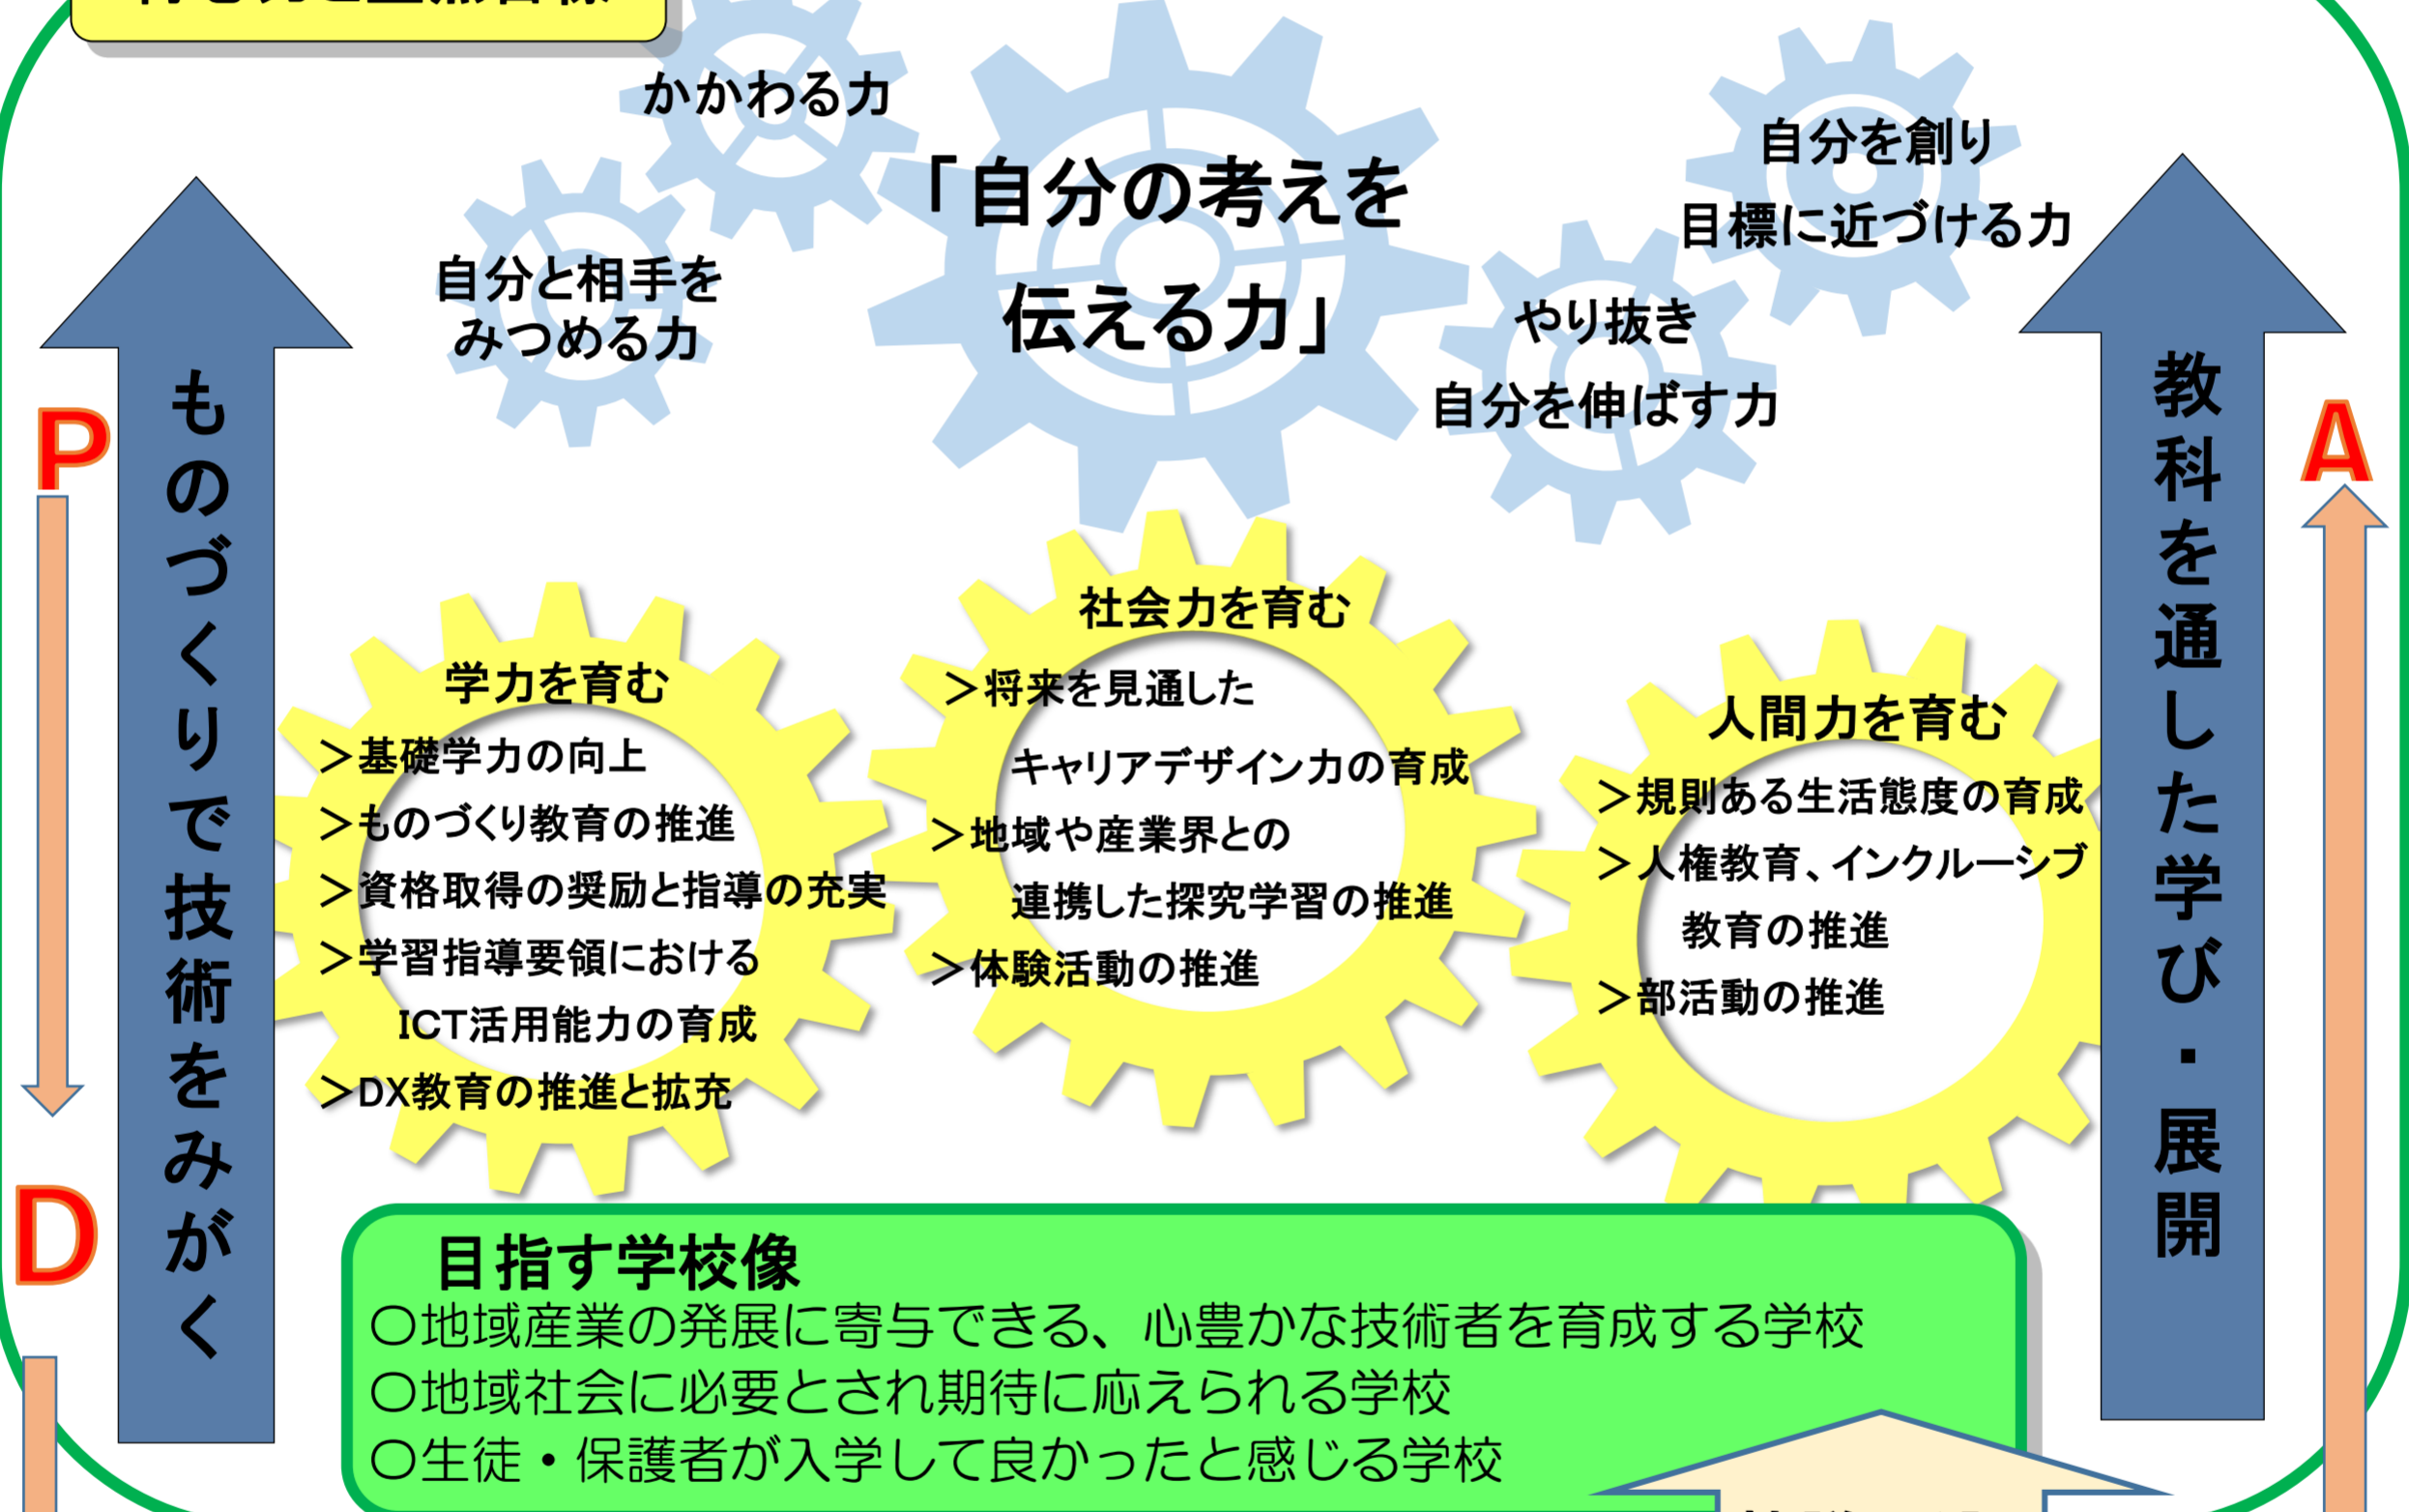 かかわる力
「自分の考えを
伝える力」
自分と相手を
みつめる力
自分を創り
目標に近づける力
やり抜き
自分を伸ばす力
P
D
A
ものづくりで技術をみがく
教科を通した学び・展開
学力を育む
＞基礎学力の向上
＞ものづくり教育の推進
＞資格取得の奨励と指導の充実
＞学習指導要領における
ICT活用能力の育成
＞DX教育の推進と拡充
社会力を育む
＞将来を見通した
キャリアデザイン力の育成
＞地域や産業界との
連携した探究学習の推進
＞体験活動の推進
人間力を育む
＞規則ある生活態度の育成
＞人権教育、インクルーシブ
教育の推進
＞部活動の推進
目指す学校像
〇地域産業の発展に寄与できる、心豊かな技術者を育成する学校
〇地域社会に必要とされ期待に応えられる学校
〇生徒・保護者が入学して良かったと感じる学校